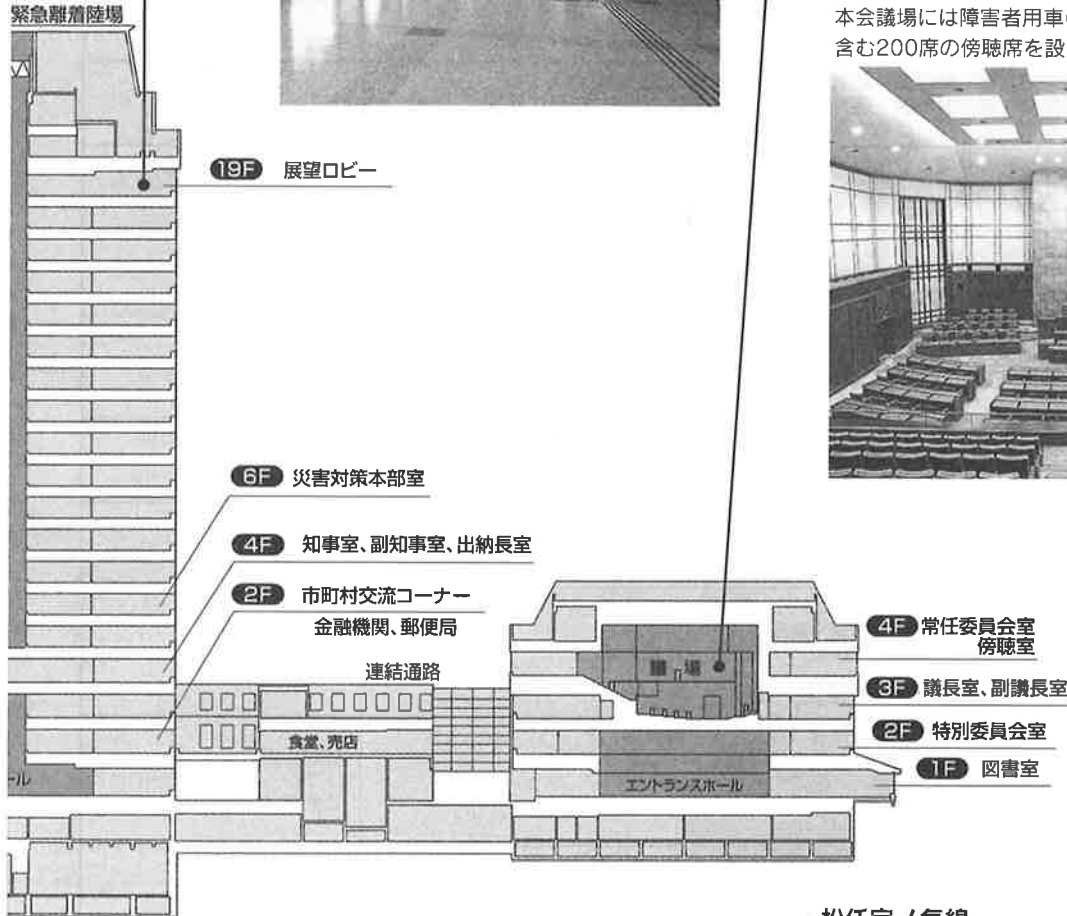 緊急離着陸場
本会議場には障害者用車
含む200席の傍聴席を設
19F 展望ロビー
6F 災害対策本部室
4F 知事室、副知事室、出納長室
2F 市町村交流コーナー
金融機関、郵便局
連結通路
食堂、売店
ール
議場
エントランスホール
4F 常任委員会室
傍聴室
3F 議長室、副議長室
2F 特別委員会室
1F 図書室